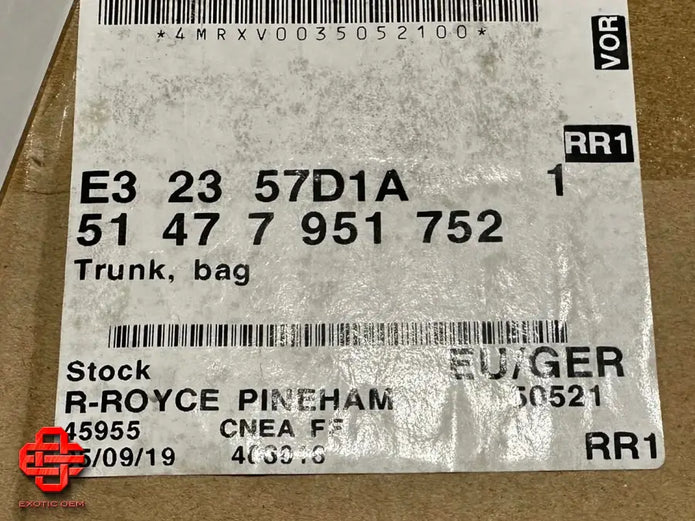 *4MRXV0035052100*
VOR
RR1
E3 23 57D1A 1
51 47 7 951 752
Trunk, bag
Stock EU/GER
R-ROYCE PINEHAM 50521
45955 CNEA
5/09/19
RR1
EXOTIC OEM